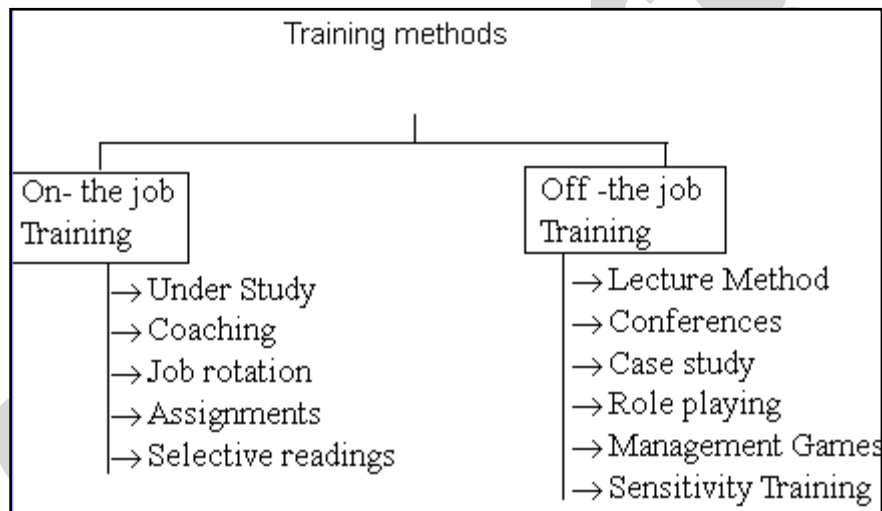 Training methods
On- the job
Training
→ Under Study
→ Coaching
→ Job rotation
→ Assignments
→ Selective readings
Off -the job
Training
→ Lecture Method
→ Conferences
→ Case study
→ Role playing
→ Management Games
→ Sensitivity Training